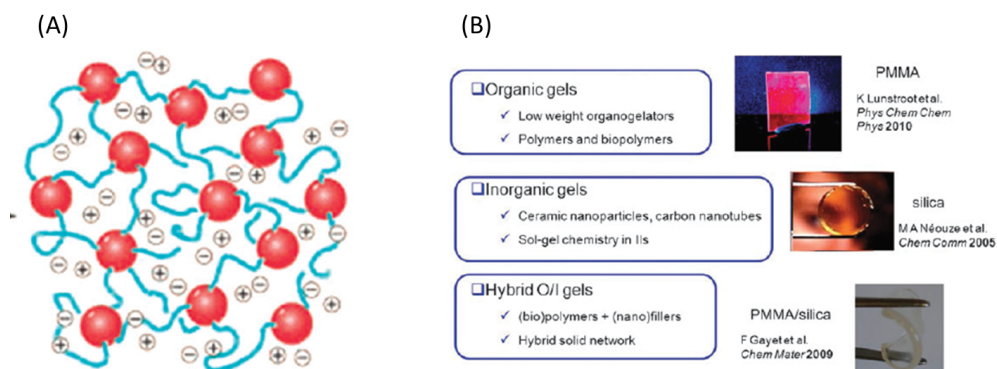 (A)
(B)
❑Organic gels
✓ Low weight organogelators
✓ Polymers and biopolymers
PMMA
K Lunstroot et al.
Phys Chem Chem
Phys 2010
❑Inorganic gels
✓ Ceramic nanoparticles, carbon nanotubes
✓ Sol-gel chemistry in ILs
silica
M A Néouze et al.
Chem Comm 2005
❑Hybrid O/I gels
✓ (bio)polymers + (nano)fillers
✓ Hybrid solid network
PMMA/silica
F Gayet et al.
Chem Mater 2009